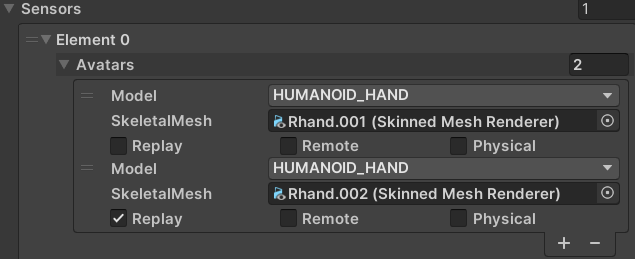 Sensors 1
Element 0
Avatars 2
Model HUMANOID_HAND
SkeletalMesh Rhand.001 (Skinned Mesh Renderer)
Replay Remote Physical
Model HUMANOID_HAND
SkeletalMesh Rhand.002 (Skinned Mesh Renderer)
Replay Remote Physical